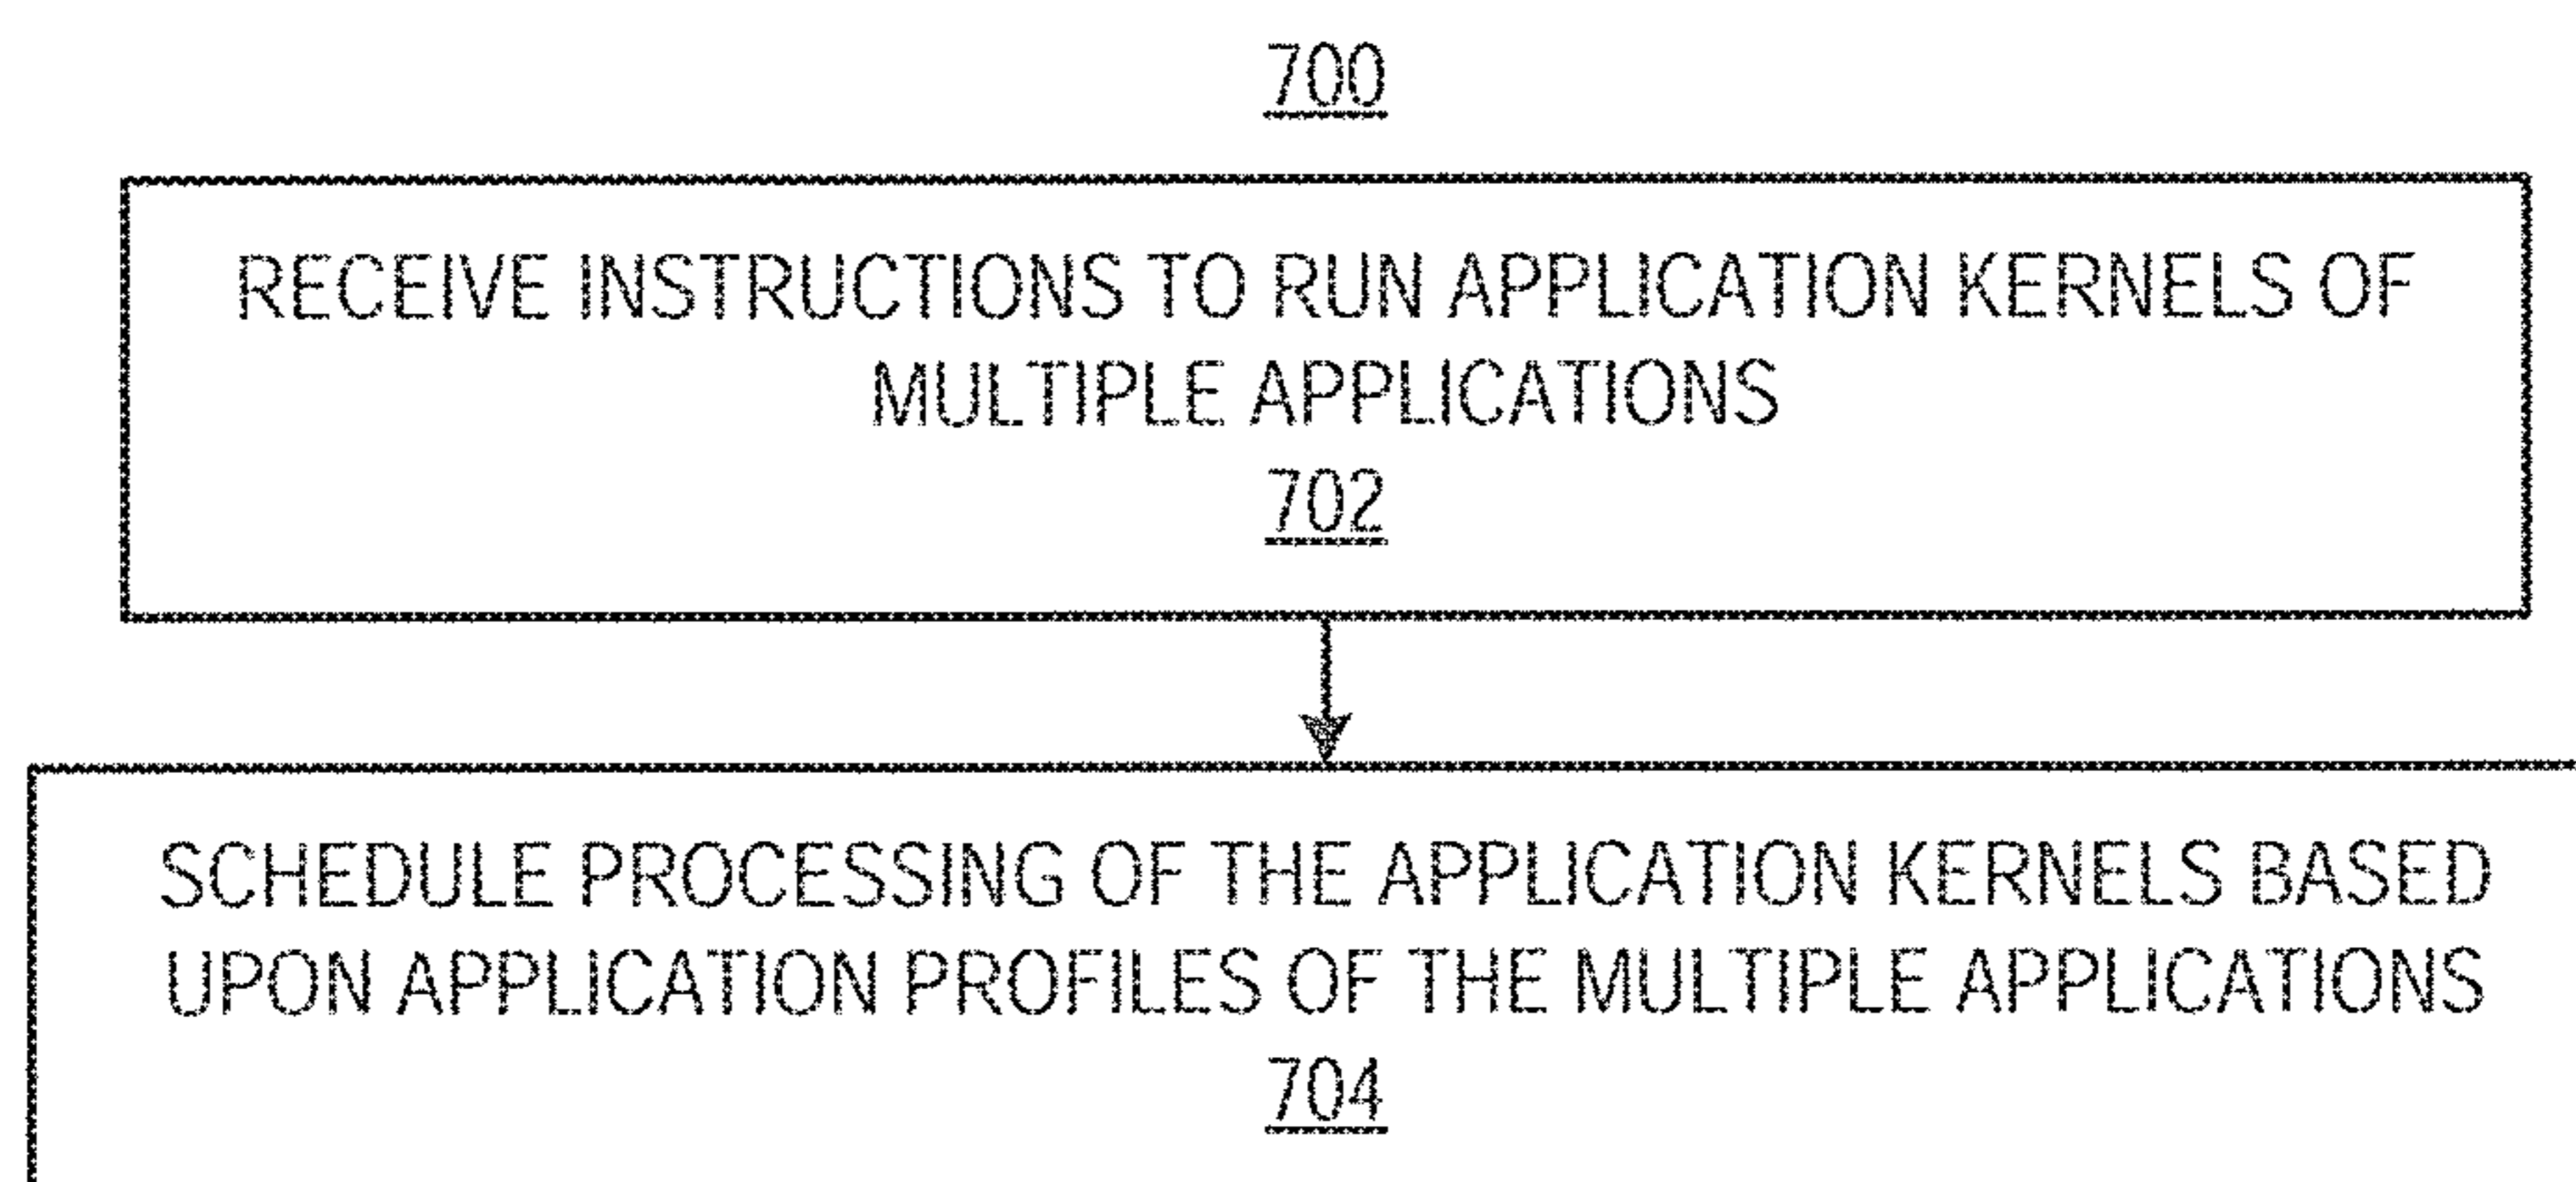 700
RECEIVE INSTRUCTIONS TO RUN APPLICATION KERNELS OF
MULTIPLE APPLICATIONS
702
SCHEDULE PROCESSING OF THE APPLICATION KERNELS BASED
UPON APPLICATION PROFILES OF THE MULTIPLE APPLICATIONS
704